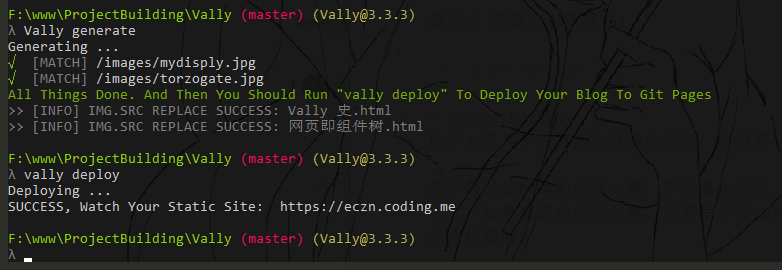 F:\www\ProjectBuilding\Vally (master) (Vally@3.3.3)
λ Vally generate
Generating ...
√  [MATCH] /images/mydisply.jpg
√  [MATCH] /images/torzogate.jpg
All Things Done. And Then You Should Run "vally deploy" To Deploy Your Blog To Git Pages
>> [INFO] IMG.SRC REPLACE SUCCESS: Vally 史.html
>> [INFO] IMG.SRC REPLACE SUCCESS: 网页即组件树.html
F:\www\ProjectBuilding\Vally (master) (Vally@3.3.3)
λ vally deploy
Deploying ...
SUCCESS, Watch Your Static Site:  https://eczn.coding.me
F:\www\ProjectBuilding\Vally (master) (Vally@3.3.3)
λ